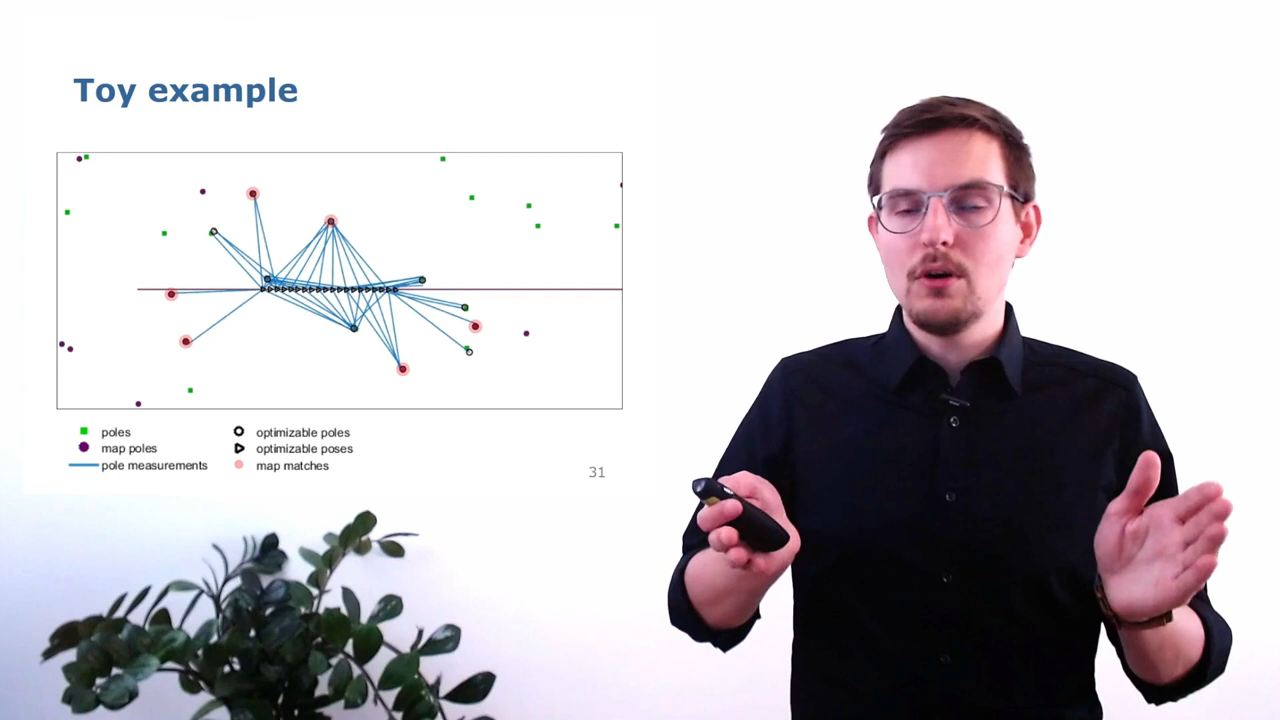 Toy example
poles
optimizable poles
map poles
optimizable poses
pole measurements
map matches
31